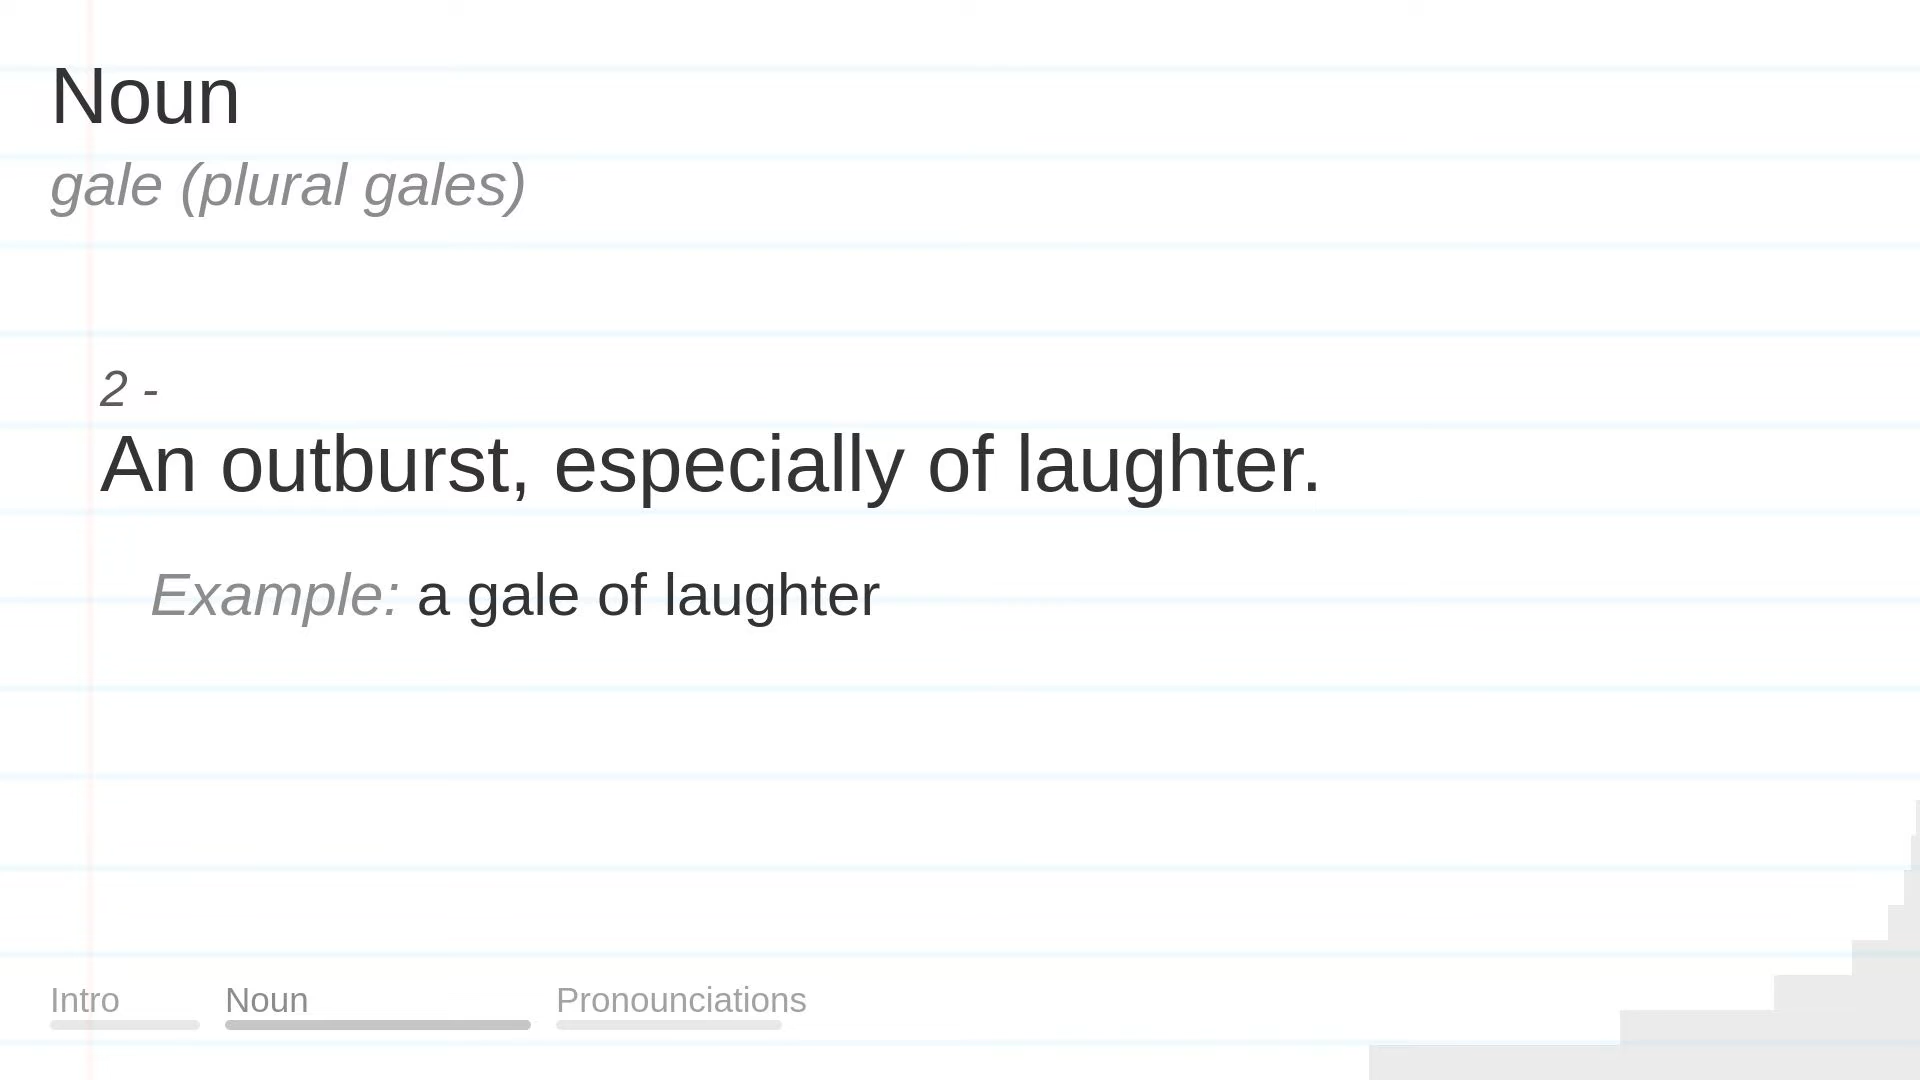 Noun
gale (plural gales)
2 -
An outburst, especially of laughter.
Example: a gale of laughter
Intro Noun Pronounciations